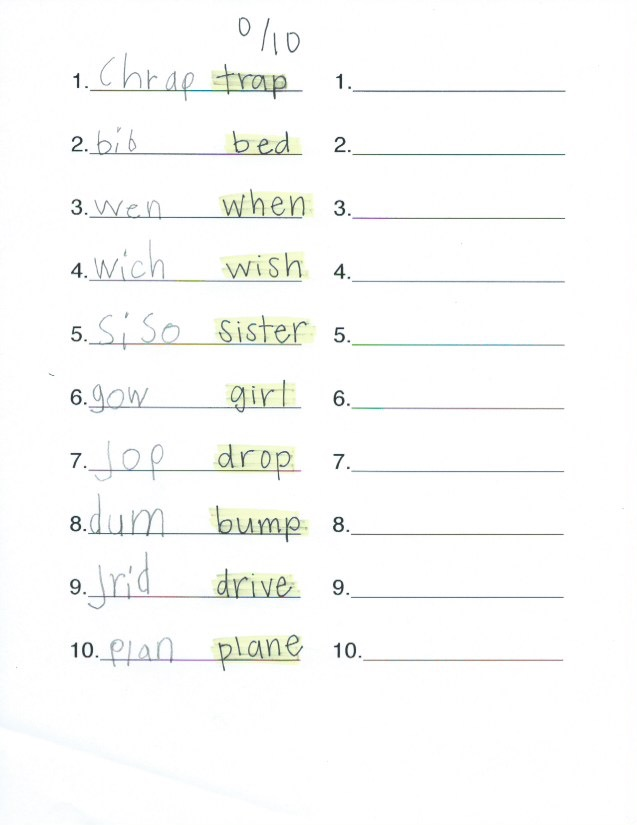 0/10
1. Chrap trap 1.
2. bib bed 2.
3. wen when 3.
4. wich wish 4.
5. SiSo sister 5.
6. gow girl 6.
7. Jop drop 7.
8. dum bump 8.
9. Jrid drive 9.
10. plan plane 10.